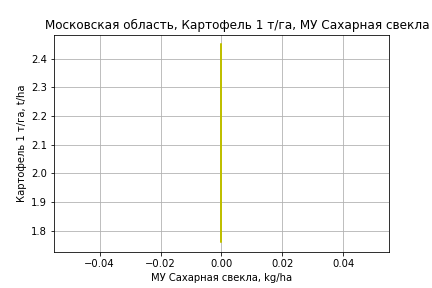 Московская область, Картофель 1 т/га, МУ Сахарная свекла
2.4
2.3
2.2
2.1
2.0
1.9
1.8
Картофель 1 т/га, t/ha
−0.04 −0.02 0.00 0.02 0.04
МУ Сахарная свекла, kg/ha